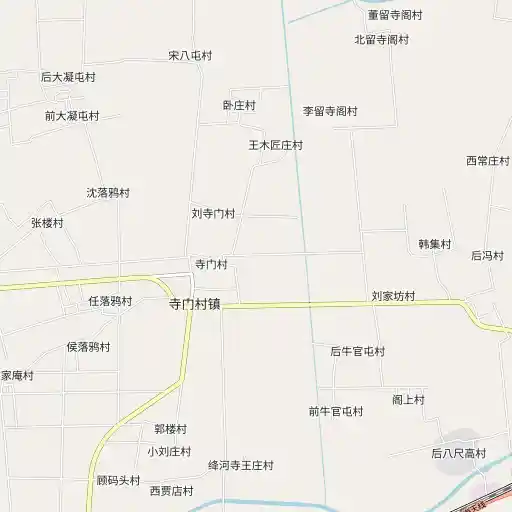 董留寺阁村
北留寺阁村
宋八屯村
后大凝屯村
卧庄村
李留寺阁村
前大凝屯村
王木匠庄村
西常庄村
沈落鸦村
刘寺门村
张楼村
韩集村
后冯村
寺门村
刘家坊村
任落鸦村
寺门村镇
侯落鸦村
后牛官屯村
家庵村
阁上村
前牛官屯村
郭楼村
小刘庄村
后八尺高村
绛河寺王庄村
顾码头村
西贾店村